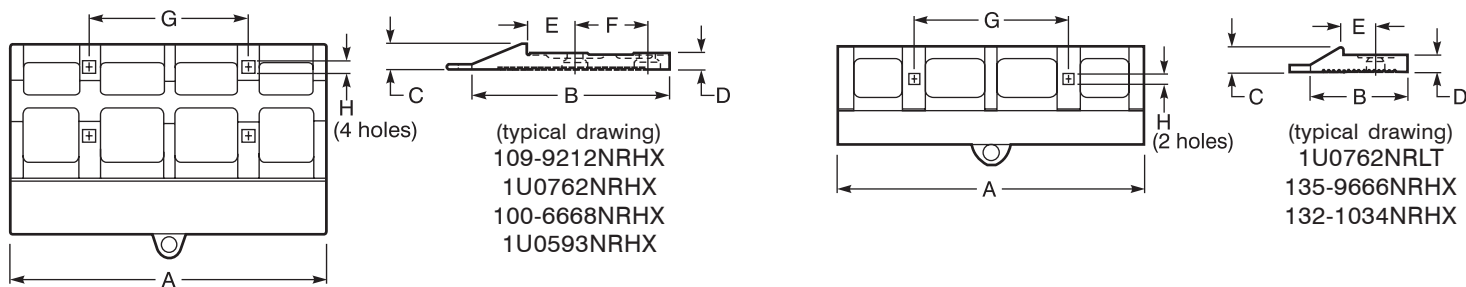 G
E
F
C
B
D
H
(4 holes)
A
(typical drawing)
109-9212NRHX
1U0762NRHX
100-6668NRHX
1U0593NRHX
G
E
C
B
D
H
(2 holes)
A
(typical drawing)
1U0762NRLT
135-9666NRHX
132-1034NRHX